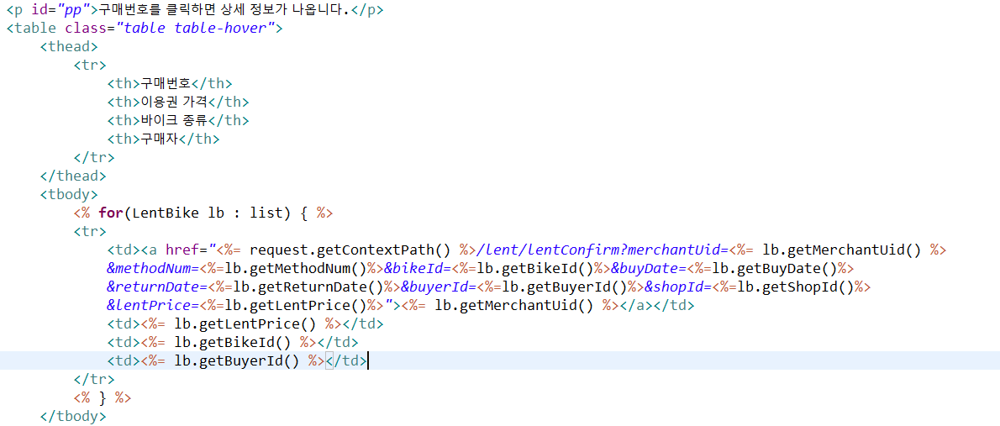 <p id="pp">구매번호를 클릭하면 상세 정보가 나옵니다.</p>
<table class="table table-hover">
<thead>
<tr>
<th>구매번호</th>
<th>이용권 가격</th>
<th>바이크 종류</th>
<th>구매자</th>
</tr>
</thead>
<tbody>
<% for(LentBike lb : list) { %>
<tr>
<td><a href="<%= request.getContextPath() %>/lent/lentConfirm?merchantUid=<%= lb.getMerchantUid() %>
&methodNum=<%=lb.getMethodNum()%>&bikeId=<%=lb.getBikeId()%>&buyDate=<%=lb.getBuyDate()%>
&returnDate=<%=lb.getReturnDate()%>&buyerId=<%=lb.getBuyerId()%>&shopId=<%=lb.getShopId()%>
&lentPrice=<%=lb.getLentPrice()%>"><%= lb.getMerchantUid() %></a></td>
<td><%= lb.getLentPrice() %></td>
<td><%= lb.getBikeId() %></td>
<td><%= lb.getBuyerId() %></td>
</tr>
<% } %>
</tbody>